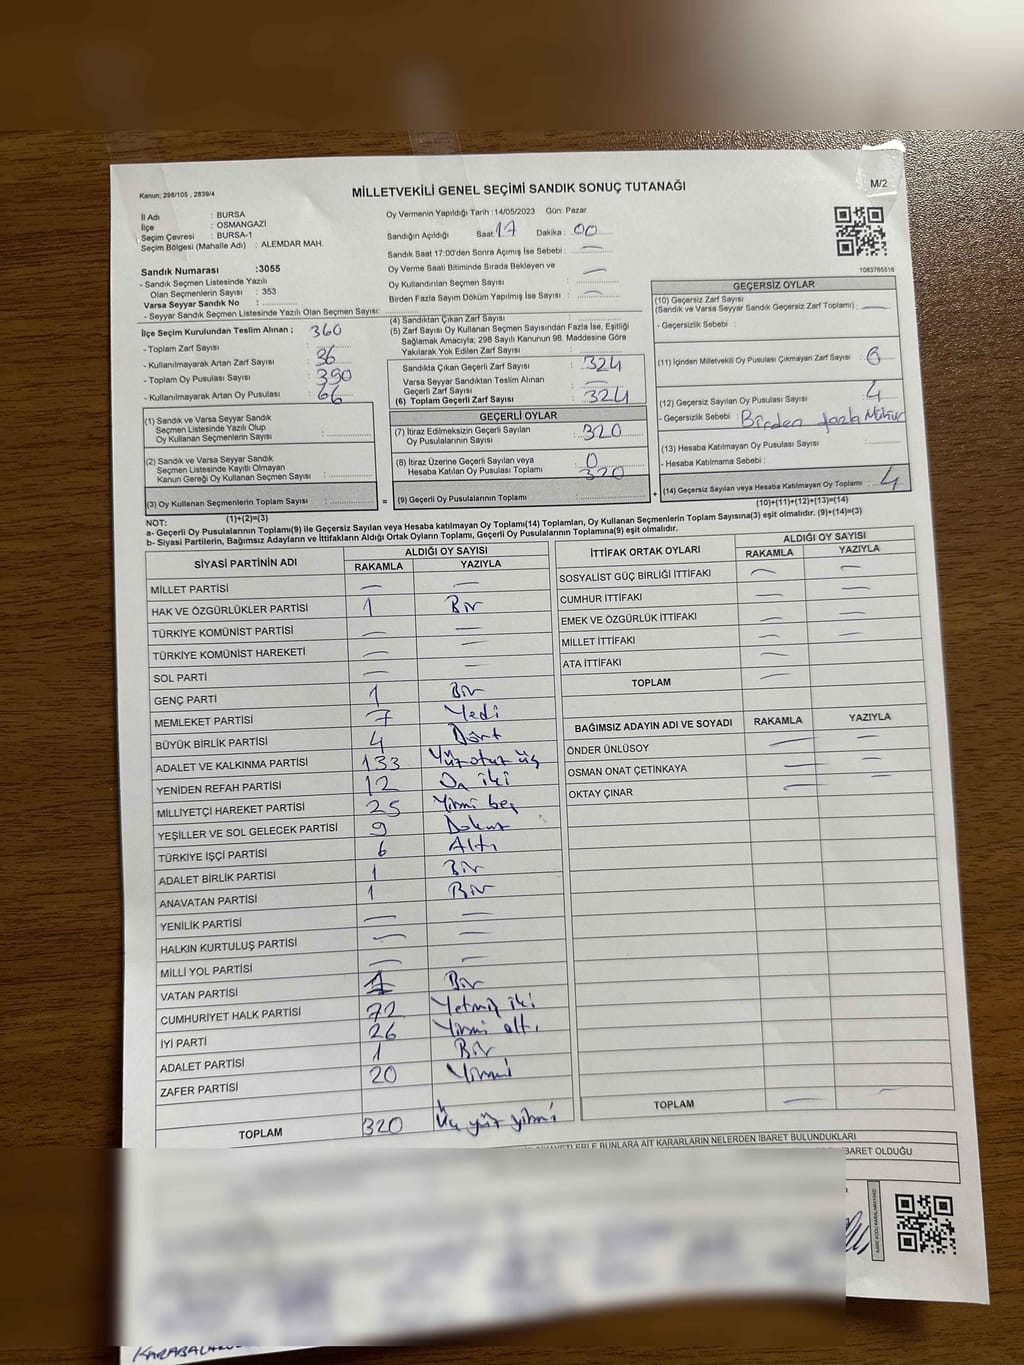 Kanun; 298/105 , 2839/4
MİLLETVEKİLİ GENEL SEÇİMİ SANDIK SONUÇ TUTANAĞI
M/2
İl Adı : BURSA
İlçe : OSMANGAZİ
Seçim Çevresi : BURSA-1
Seçim Bölgesi (Mahalle Adı) : ALEMDAR MAH.
Oy Vermenin Yapıldığı Tarih :14/05/2023 Gün: Pazar
Sandığın Açıldığı Saat: 17 Dakika : 00
Sandık Saat 17:00'den Sonra Açımış İse Sebebi : —
Oy Verme Saati Bitiminde Sırada Bekleyen ve
Oy Kullandırılan Seçmen Sayısı : —
Birden Fazla Sayım Döküm Yapılmış İse Sayısı : —
1083765516
Sandık Numarası :3055
- Sandık Seçmen Listesinde Yazılı
Olan Seçmenlerin Sayısı : 353
Varsa Seyyar Sandık No :
- Seyyar Sandık Seçmen Listesinde Yazılı Olan Seçmen Sayısı:
İlçe Seçim Kurulundan Teslim Alınan ;
- Toplam Zarf Sayısı : 360
- Kullanılmayarak Artan Zarf Sayısı : 36
- Toplam Oy Pusulası Sayısı : 390
- Kullanılmayarak Artan Oy Pusulası : 66
(1) Sandık ve Varsa Seyyar Sandık
Seçmen Listesinde Yazılı Olup
Oy Kullanan Seçmenlerin Sayısı :
(2) Sandık ve Varsa Seyyar Sandık
Seçmen Listesinde Kayıtlı Olmayan
Kanun Gereği Oy Kullanan Seçmen Sayısı :
(3) Oy Kullanan Seçmenlerin Toplam Sayısı :
(1)+(2)=(3)
(4) Sandıktan Çıkan Zarf Sayısı :
(5) Zarf Sayısı Oy Kullanan Seçmen Sayısından Fazla İse, Eşitliği
Sağlamak Amacıyla; 298 Sayılı Kanunun 98. Maddesine Göre
Yakılarak Yok Edilen Zarf Sayısı :
Sandıkta Çıkan Geçerli Zarf Sayısı : 324
Varsa Seyyar Sandıktan Teslim Alınan
Geçerli Zarf Sayısı : —
(6) Toplam Geçerli Zarf Sayısı : 324
GEÇERLİ OYLAR
(7) İtiraz Edilmeksizin Geçerli Sayılan
Oy Pusulalarının Sayısı : 320
(8) İtiraz Üzerine Geçerli Sayılan veya
Hesaba Katılan Oy Pusulası Toplamı : 0
320
= (9) Geçerli Oy Pusulalarının Toplamı :
GEÇERSİZ OYLAR
(10) Geçersiz Zarf Sayısı
(Sandık ve Varsa Seyyar Sandık Geçersiz Zarf Toplamı) : —
- Geçersizlik Sebebi :
(11) İçinden Milletvekili Oy Pusulası Çıkmayan Zarf Sayısı :
(12) Geçersiz Sayılan Oy Pusulası Sayısı : 4
- Geçersizlik Sebebi : Birden fazla Mühür
(13) Hesaba Katılmayan Oy Pusulası Sayısı :
- Hesaba Katılmama Sebebi :
+ (14) Geçersiz Sayılan veya Hesaba Katılmayan Oy Toplamı : 4
(10)+(11)+(12)+(13)=(14)
NOT:
a- Geçerli Oy Pusulalarının Toplamı(9) ile Geçersiz Sayılan veya Hesaba katılmayan Oy Toplamı(14) Toplamları, Oy Kullanan Seçmenlerin Toplam Sayısına(3) eşit olmalıdır. (9)+(14)=(3)
b- Siyasi Partilerin, Bağımsız Adayların ve İttifakların Aldığı Ortak Oyların Toplamı, Geçerli Oy Pusulalarının Toplamına(9) eşit olmalıdır.
SİYASİ PARTİNİN ADI ALDIĞI OY SAYISI
RAKAMLA YAZIYLA
MİLLET PARTİSİ — —
HAK VE ÖZGÜRLÜKLER PARTİSİ 1 Bir
TÜRKİYE KOMÜNİST PARTİSİ — —
TÜRKİYE KOMÜNİST HAREKETİ — —
SOL PARTİ — —
GENÇ PARTİ 1 Bir
MEMLEKET PARTİSİ 7 Yedi
BÜYÜK BİRLİK PARTİSİ 4 Dört
ADALET VE KALKINMA PARTİSİ 133 Yüz otuz üç
YENİDEN REFAH PARTİSİ 12 On iki
MİLLİYETÇİ HAREKET PARTİSİ 25 Yirmi beş
YEŞİLLER VE SOL GELECEK PARTİSİ 9 Dokuz
TÜRKİYE İŞÇİ PARTİSİ 6 Altı
ADALET BİRLİK PARTİSİ 1 Bir
ANAVATAN PARTİSİ 1 Bir
YENİLİK PARTİSİ — —
HALKIN KURTULUŞ PARTİSİ — —
MİLLİ YOL PARTİSİ — —
VATAN PARTİSİ 1 Bir
CUMHURİYET HALK PARTİSİ 72 Yetmiş iki
İYİ PARTİ 26 Yirmi altı
ADALET PARTİSİ 1 Bir
ZAFER PARTİSİ 20 Yirmi
TOPLAM 320 Üç yüz yirmi
İTTİFAK ORTAK OYLARI ALDIĞI OY SAYISI
RAKAMLA YAZIYLA
SOSYALİST GÜÇ BİRLİĞİ İTTİFAKI — —
CUMHUR İTTİFAKI — —
EMEK VE ÖZGÜRLÜK İTTİFAKI — —
MİLLET İTTİFAKI — —
ATA İTTİFAKI —
TOPLAM —
BAĞIMSIZ ADAYIN ADI VE SOYADI RAKAMLA YAZIYLA
ÖNDER ÜNLÜSOY — —
OSMAN ONAT ÇETİNKAYA — —
OKTAY ÇINAR — —
TOPLAM — —
BUNLARA AİT KARARLARIN NELERDEN İBARET BULUNDUKLARI
İBARET OLDUĞU